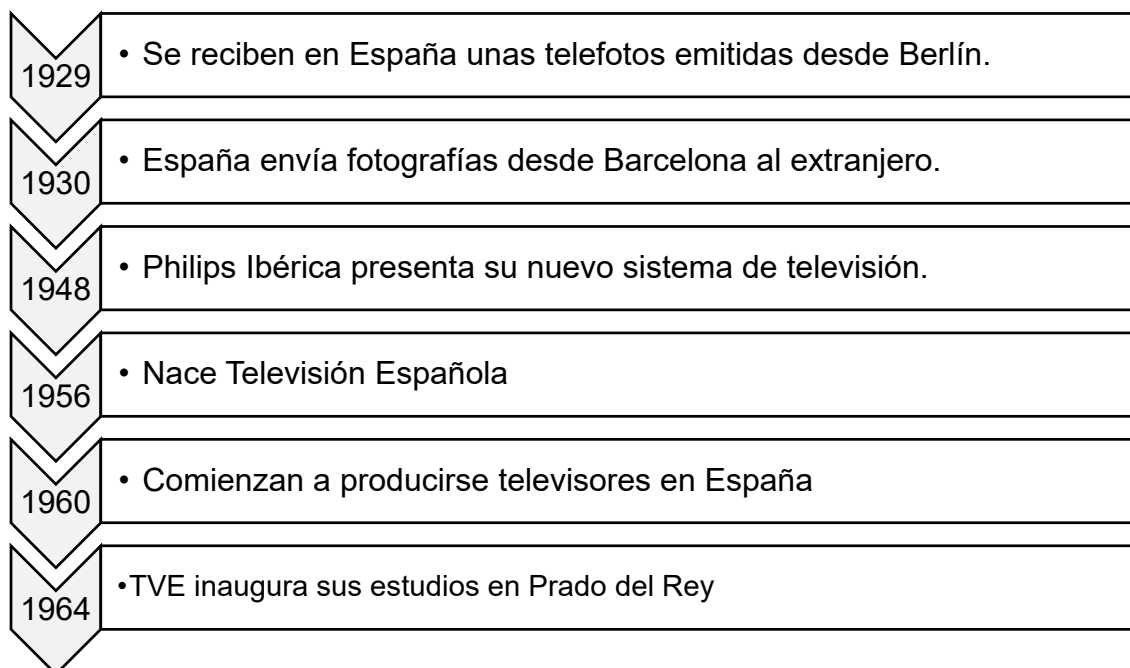 1929
• Se reciben en España unas telefotos emitidas desde Berlín.
1930
• España envía fotografías desde Barcelona al extranjero.
1948
• Philips Ibérica presenta su nuevo sistema de televisión.
1956
• Nace Televisión Española
1960
• Comienzan a producirse televisores en España
1964
•TVE inaugura sus estudios en Prado del Rey